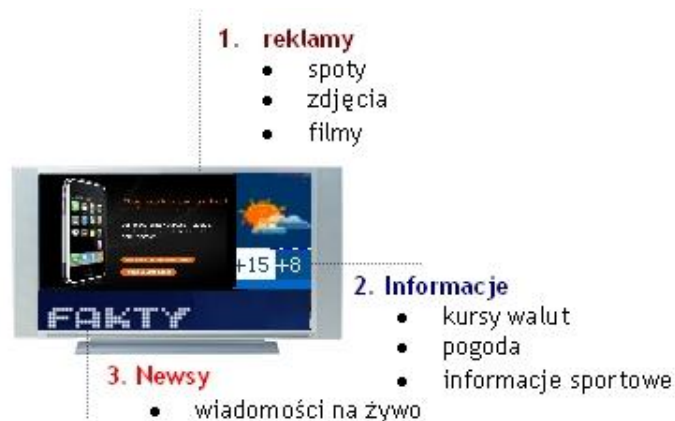 1. reklamy
• spoty
• zdjęcia
• filmy
+15 +8
FAKTY
2. Informacje
• kursy walut
• pogoda
• informacje sportowe
3. Newsy
• wiadomości na żywo